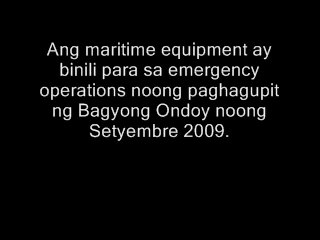 Ang maritime equipment ay
binili para sa emergency
operations noong paghagupit
ng Bagyong Ondoy noong
Setyembre 2009.